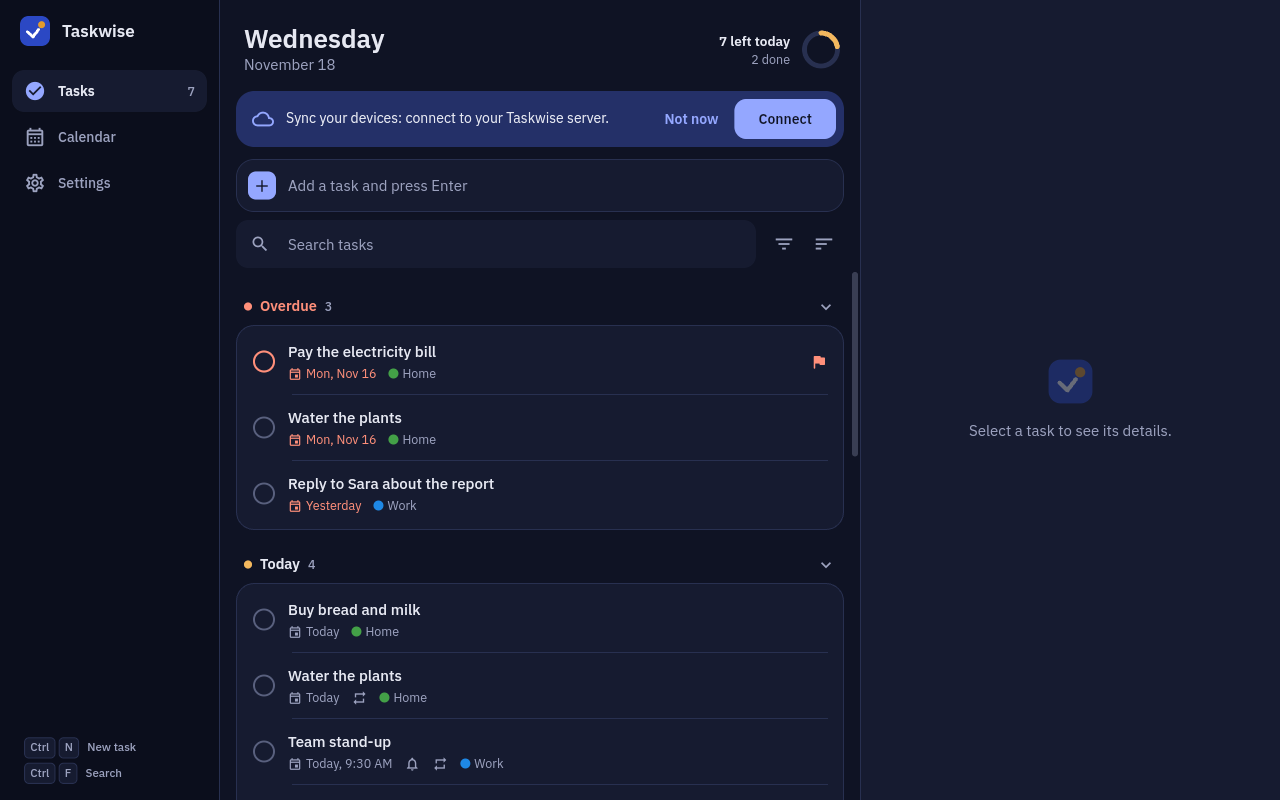 Taskwise
Tasks 7
Calendar
Settings
Ctrl N New task
Ctrl F Search
Wednesday
November 18
7 left today
2 done
Sync your devices: connect to your Taskwise server. Not now Connect
Add a task and press Enter
Search tasks
Overdue 3
Pay the electricity bill
Mon, Nov 16 Home
Water the plants
Mon, Nov 16 Home
Reply to Sara about the report
Yesterday Work
Today 4
Buy bread and milk
Today Home
Water the plants
Today Home
Team stand-up
Today, 9:30 AM Work
Select a task to see its details.